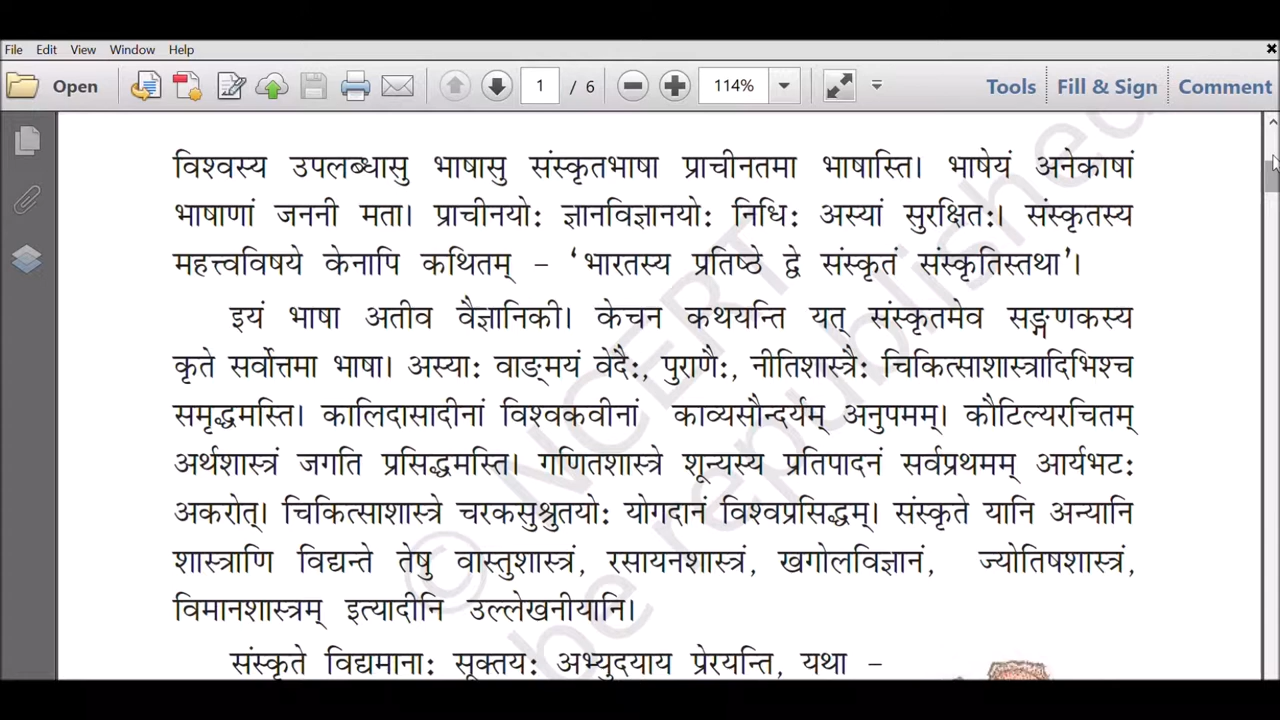 File Edit View Window Help
Open 1 / 6 114% Tools Fill & Sign Comment
विश्वस्य उपलब्धासु भाषासु संस्कृतभाषा प्राचीनतमा भाषास्ति। भाषेयं अनेकाषां
भाषाणां जननी मता। प्राचीनयोः ज्ञानविज्ञानयोः निधिः अस्यां सुरक्षितः। संस्कृतस्य
महत्त्वविषये केनापि कथितम् – ‘भारतस्य प्रतिष्ठे द्वे संस्कृतं संस्कृतिस्तथा’।
इयं भाषा अतीव वैज्ञानिकी। केचन कथयन्ति यत् संस्कृतमेव सङ्गणकस्य
कृते सर्वोत्तमा भाषा। अस्याः वाङ्मयं वेदैः, पुराणैः, नीतिशास्त्रैः चिकित्साशास्त्रादिभिश्च
समृद्धमस्ति। कालिदासादीनां विश्वकवीनां काव्यसौन्दर्यम् अनुपमम्। कौटिल्यरचितम्
अर्थशास्त्रं जगति प्रसिद्धमस्ति। गणितशास्त्रे शून्यस्य प्रतिपादनं सर्वप्रथमम् आर्यभटः
अकरोत्। चिकित्साशास्त्रे चरकसुश्रुतयोः योगदानं विश्वप्रसिद्धम्। संस्कृते यानि अन्यानि
शास्त्राणि विद्यन्ते तेषु वास्तुशास्त्रं, रसायनशास्त्रं, खगोलविज्ञानं, ज्योतिषशास्त्रं,
विमानशास्त्रम् इत्यादीनि उल्लेखनीयानि।
संस्कृते विद्यमानाः सूक्तयः अभ्युदयाय प्रेरयन्ति, यथा –
© NCERT
be republished